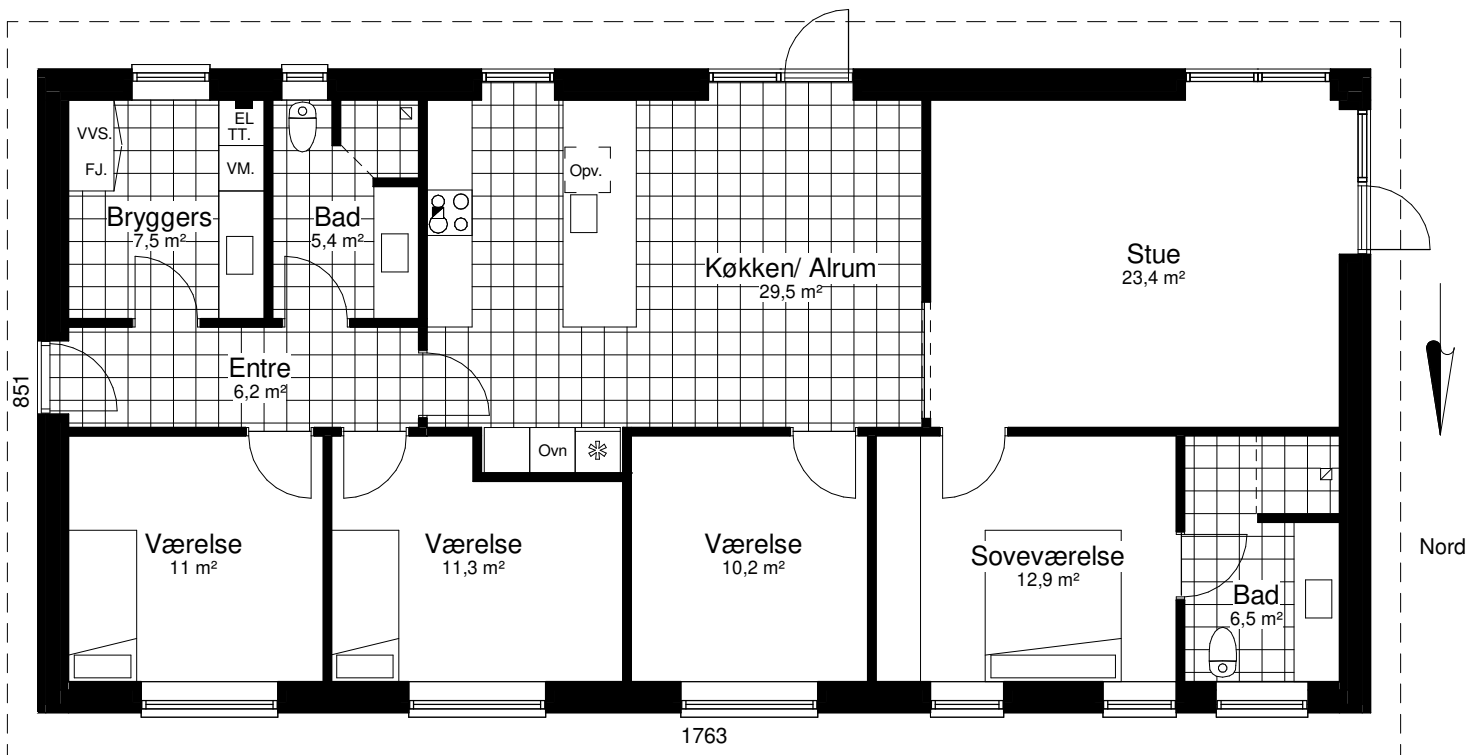 EL
TT.
VVS.
FJ.
VM.
Opv.
Bryggers
7,5 m²
Bad
5,4 m²
Køkken/ Alrum
29,5 m²
Stue
23,4 m²
Entre
6,2 m²
851
Ovn
Værelse
11 m²
Værelse
11,3 m²
Værelse
10,2 m²
Soveværelse
12,9 m²
Bad
6,5 m²
Nord
1763